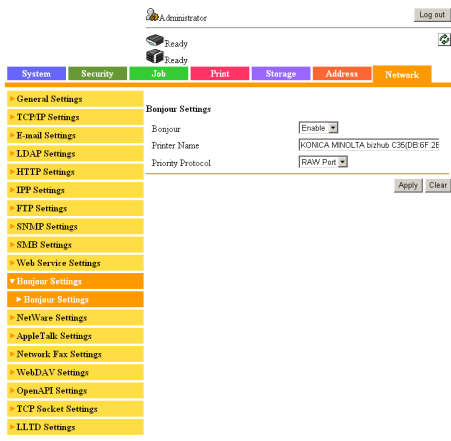 Administrator
Log out
Ready
Ready
System Security Job Print Storage Address Network
General Settings
TCP/IP Settings
E-mail Settings
LDAP Settings
HTTP Settings
IPP Settings
FTP Settings
SNMP Settings
SMB Settings
Web Service Settings
Bonjour Settings
Bonjour Settings
NetWare Settings
AppleTalk Settings
Network Fax Settings
WebDAV Settings
OpenAPI Settings
TCP Socket Settings
LLTD Settings
Bonjour Settings
Bonjour Enable
Printer Name KONICA MINOLTA bizhub C35(DB:6F:2E
Priority Protocol RAW Port
Apply Clear